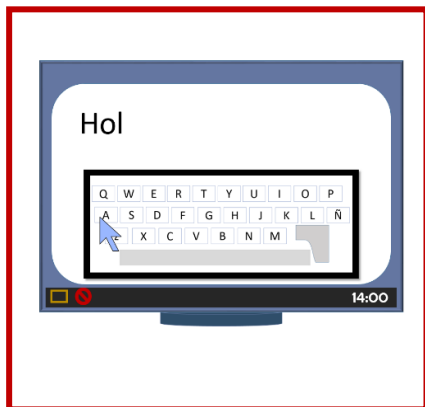 Hol
Q W E R T Y U I O P
A S D F G H J K L Ñ
Z X C V B N M
14:00